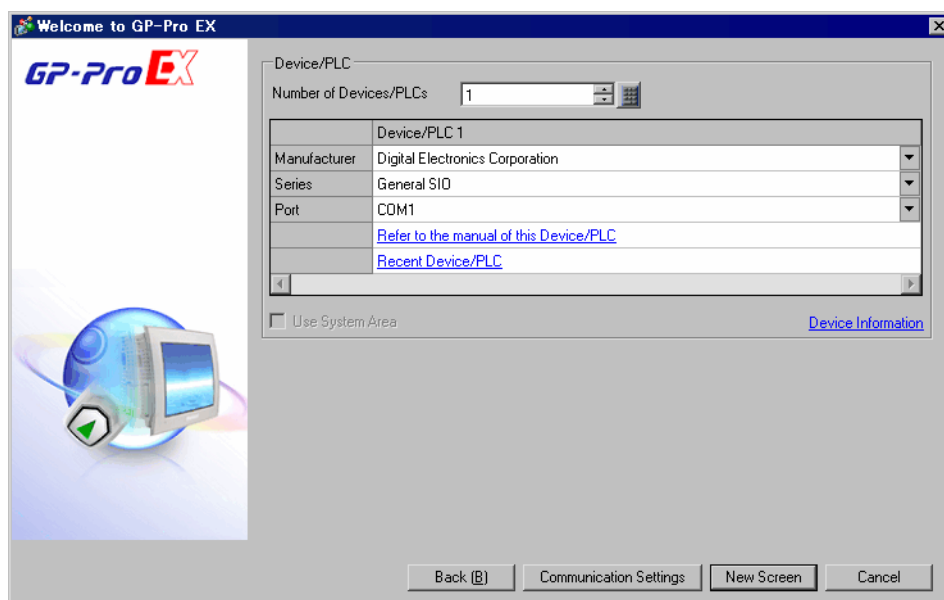 Welcome to GP-Pro EX
GP-Pro EX
Device/PLC
Number of Devices/PLCs 1
Device/PLC 1
Manufacturer Digital Electronics Corporation
Series General SIO
Port COM1
Refer to the manual of this Device/PLC
Recent Device/PLC
Use System Area
Device Information
Back (B) Communication Settings New Screen Cancel